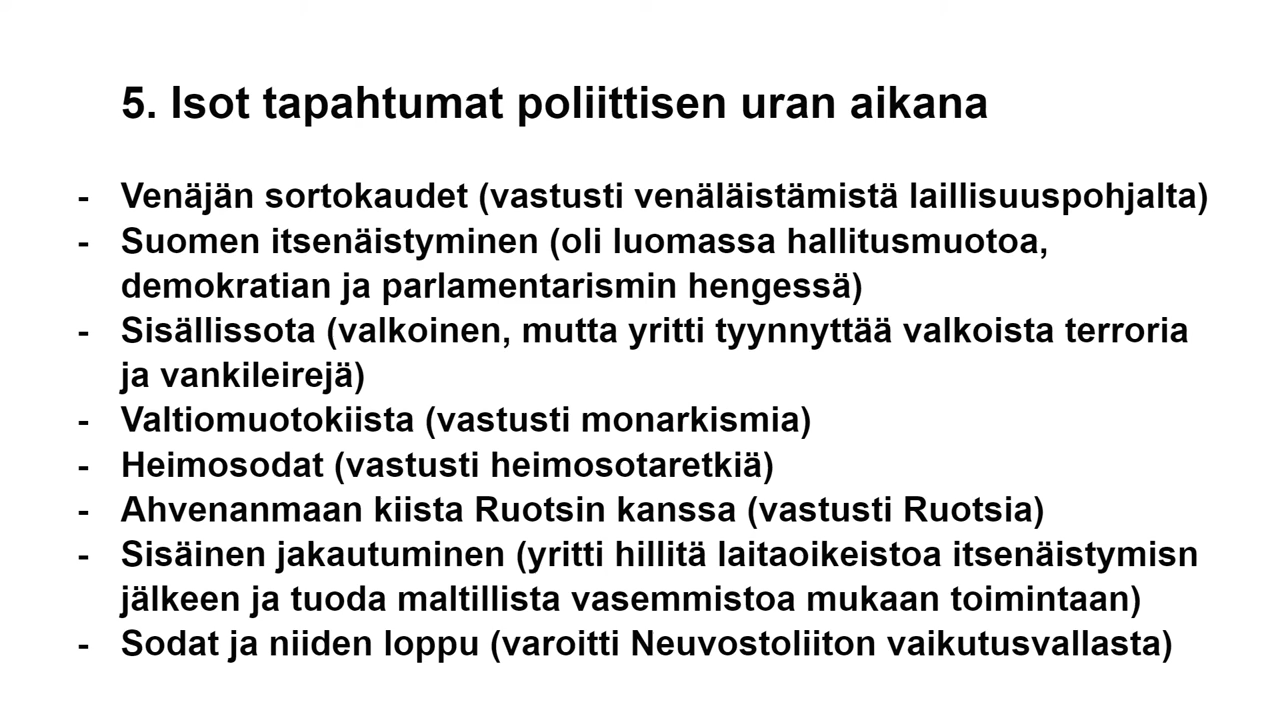 5. Isot tapahtumat poliittisen uran aikana
- Venäjän sortokaudet (vastusti venäläistämistä laillisuuspohjalta)
- Suomen itsenäistyminen (oli luomassa hallitusmuotoa,
demokratian ja parlamentarismin hengessä)
- Sisällissota (valkoinen, mutta yritti tyynnyttää valkoista terroria
ja vankileirejä)
- Valtiomuotokiista (vastusti monarkismia)
- Heimosodat (vastusti heimosotaretkiä)
- Ahvenanmaan kiista Ruotsin kanssa (vastusti Ruotsia)
- Sisäinen jakautuminen (yritti hillitä laitaoikeistoa itsenäistymisn
jälkeen ja tuoda maltillista vasemmistoa mukaan toimintaan)
- Sodat ja niiden loppu (varoitti Neuvostoliiton vaikutusvallasta)